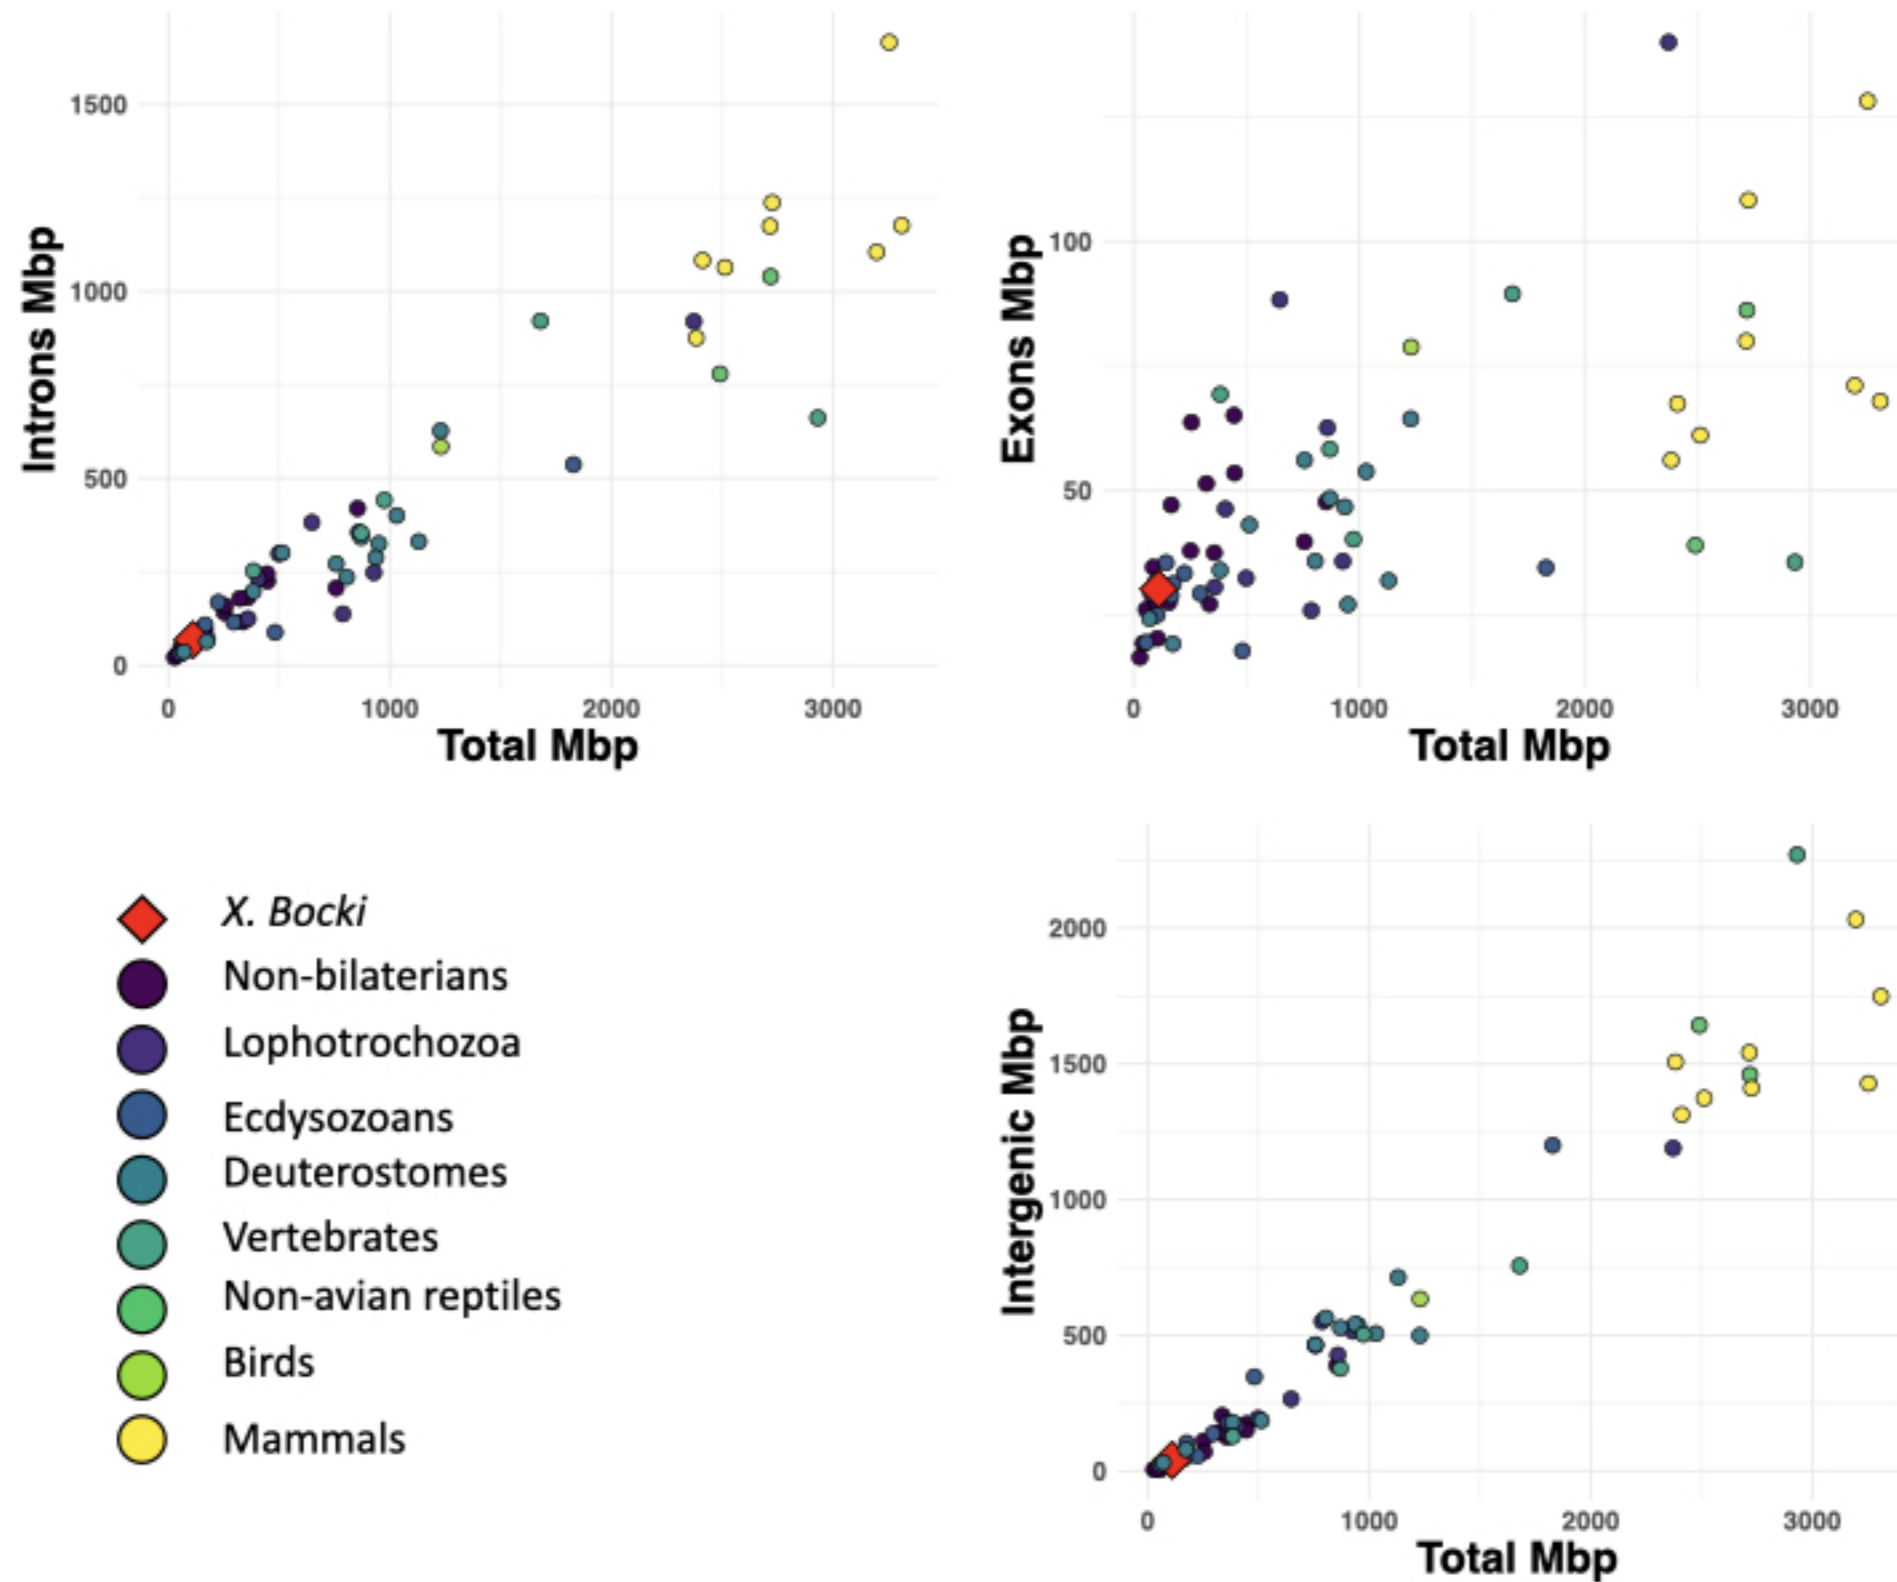 1500
1000
500
0
Introns Mbp
0 1000 2000 3000
Total Mbp
100
50
Exons Mbp
0 1000 2000 3000
Total Mbp
X. Bocki
Non-bilaterians
Lophotrochozoa
Ecdysozoans
Deuterostomes
Vertebrates
Non-avian reptiles
Birds
Mammals
2000
1500
1000
500
0
Intergenic Mbp
0 1000 2000 3000
Total Mbp